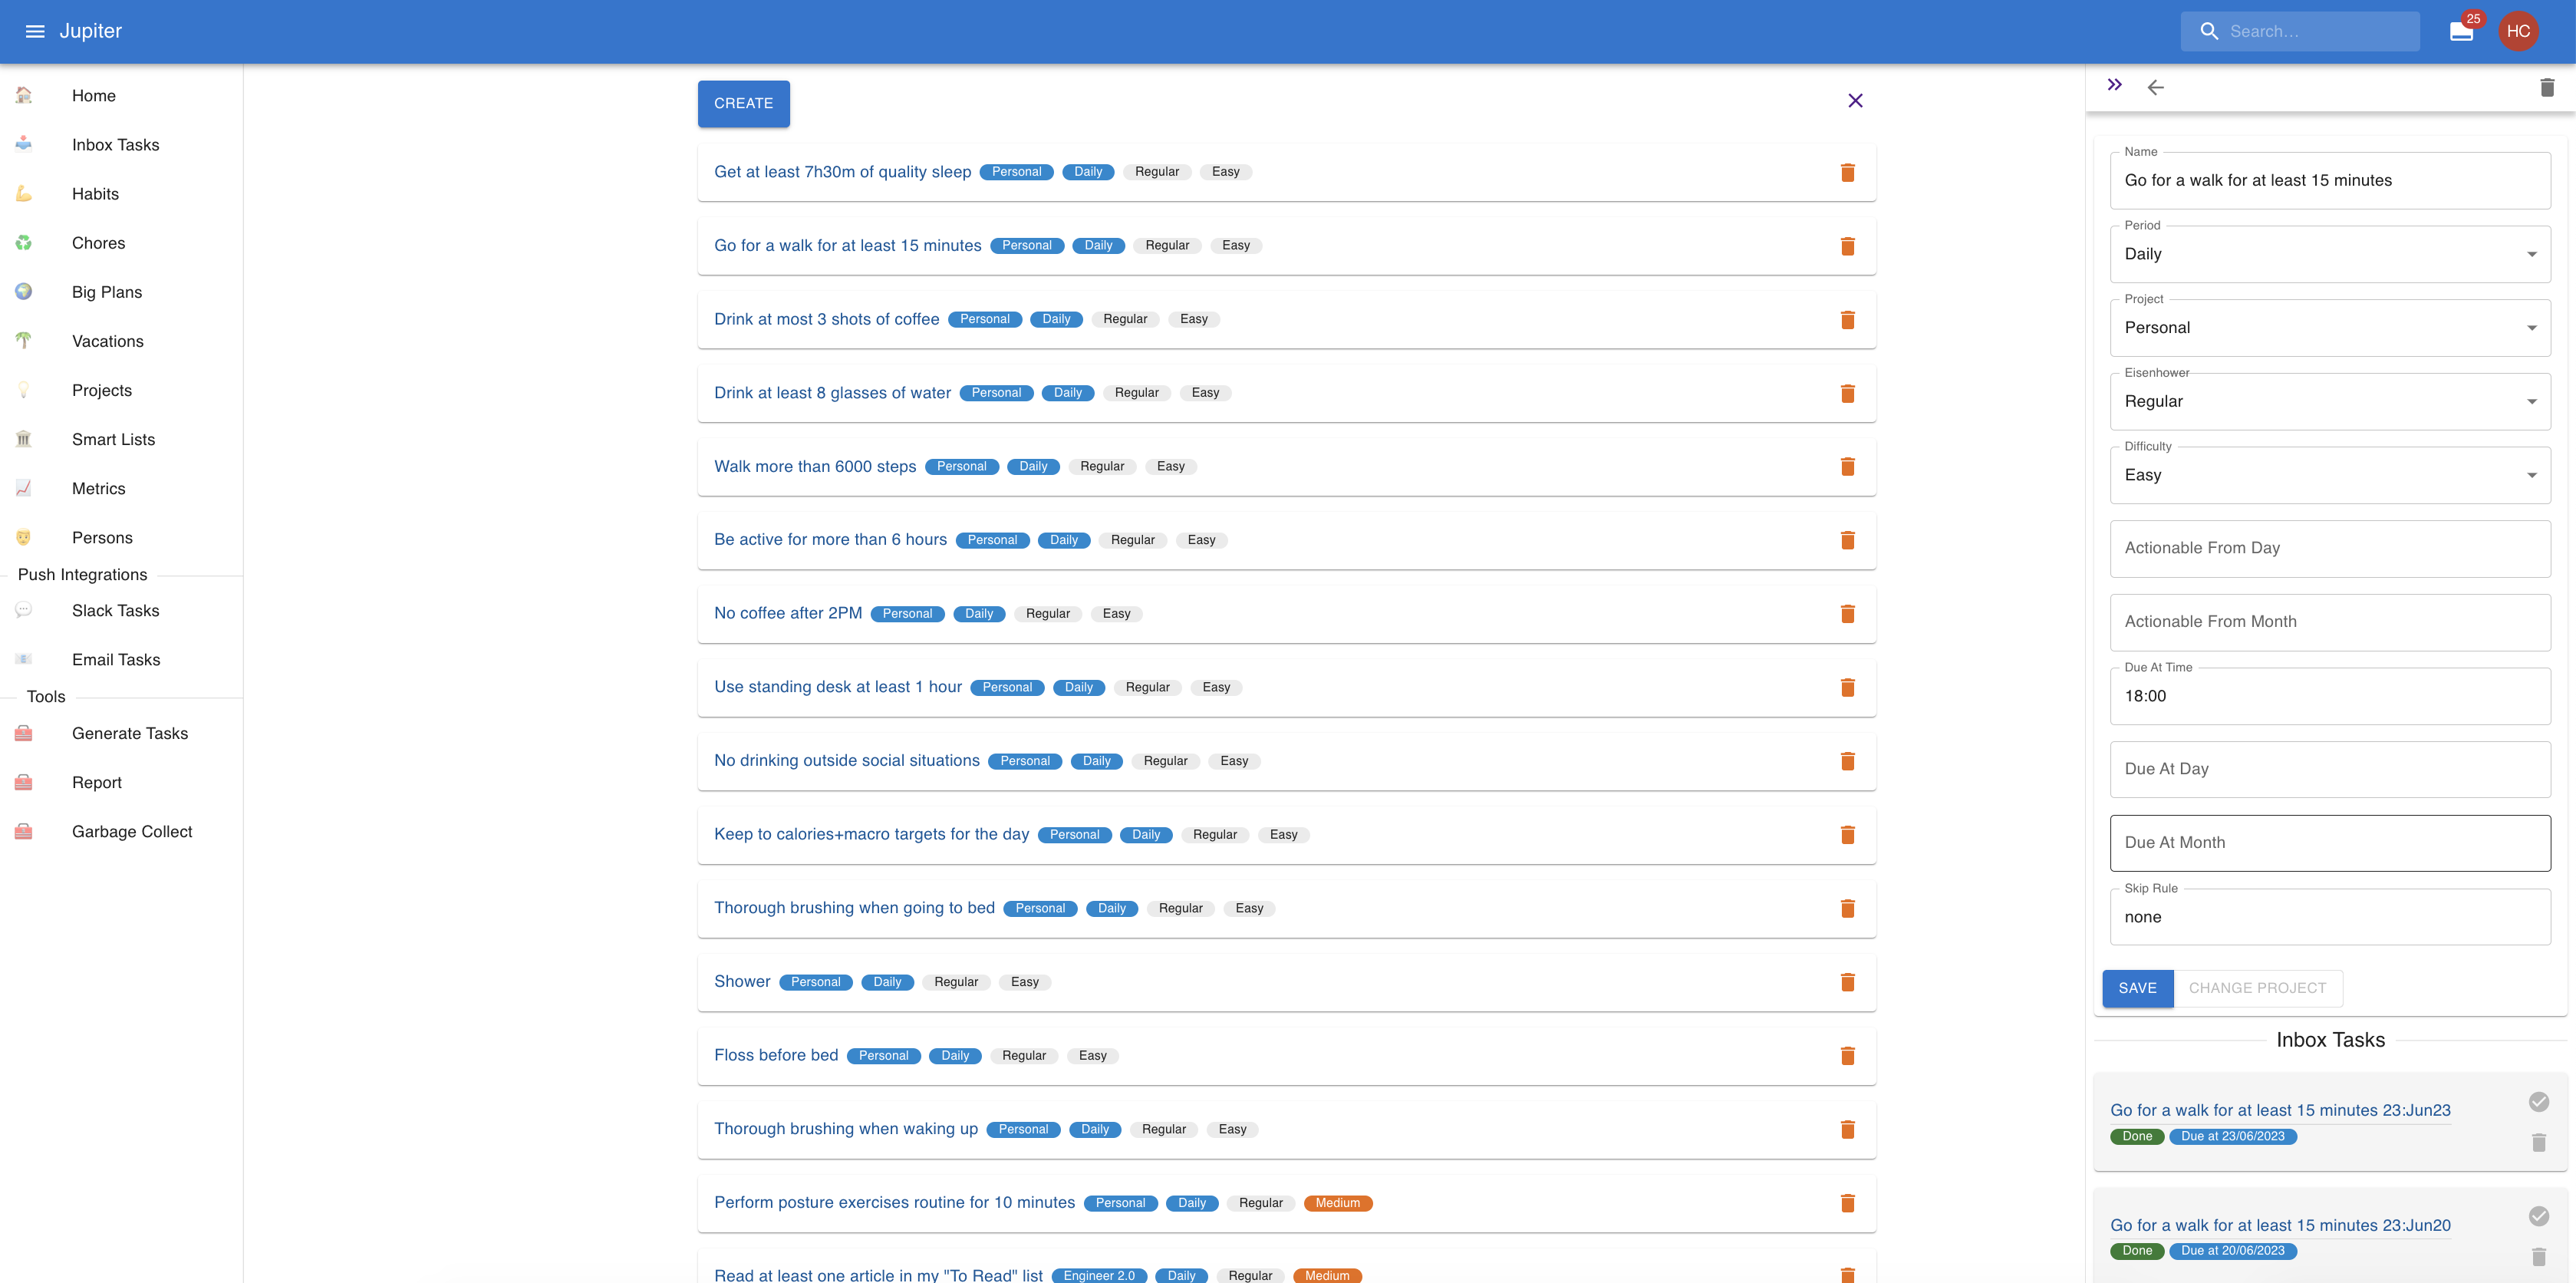 Jupiter
Search...
25
HC
Home
Inbox Tasks
Habits
Chores
Big Plans
Vacations
Projects
Smart Lists
Metrics
Persons
Push Integrations
Slack Tasks
Email Tasks
Tools
Generate Tasks
Report
Garbage Collect
CREATE
Get at least 7h30m of quality sleep Personal Daily Regular Easy
Go for a walk for at least 15 minutes Personal Daily Regular Easy
Drink at most 3 shots of coffee Personal Daily Regular Easy
Drink at least 8 glasses of water Personal Daily Regular Easy
Walk more than 6000 steps Personal Daily Regular Easy
Be active for more than 6 hours Personal Daily Regular Easy
No coffee after 2PM Personal Daily Regular Easy
Use standing desk at least 1 hour Personal Daily Regular Easy
No drinking outside social situations Personal Daily Regular Easy
Keep to calories+macro targets for the day Personal Daily Regular Easy
Thorough brushing when going to bed Personal Daily Regular Easy
Shower Personal Daily Regular Easy
Floss before bed Personal Daily Regular Easy
Thorough brushing when waking up Personal Daily Regular Easy
Perform posture exercises routine for 10 minutes Personal Daily Regular Medium
Read at least one article in my "To Read" list Engineer 2.0 Daily Regular Medium
Name
Go for a walk for at least 15 minutes
Period
Daily
Project
Personal
Eisenhower
Regular
Difficulty
Easy
Actionable From Day
Actionable From Month
Due At Time
18:00
Due At Day
Due At Month
Skip Rule
none
SAVE CHANGE PROJECT
Inbox Tasks
Go for a walk for at least 15 minutes 23:Jun23
Done Due at 23/06/2023
Go for a walk for at least 15 minutes 23:Jun20
Done Due at 20/06/2023